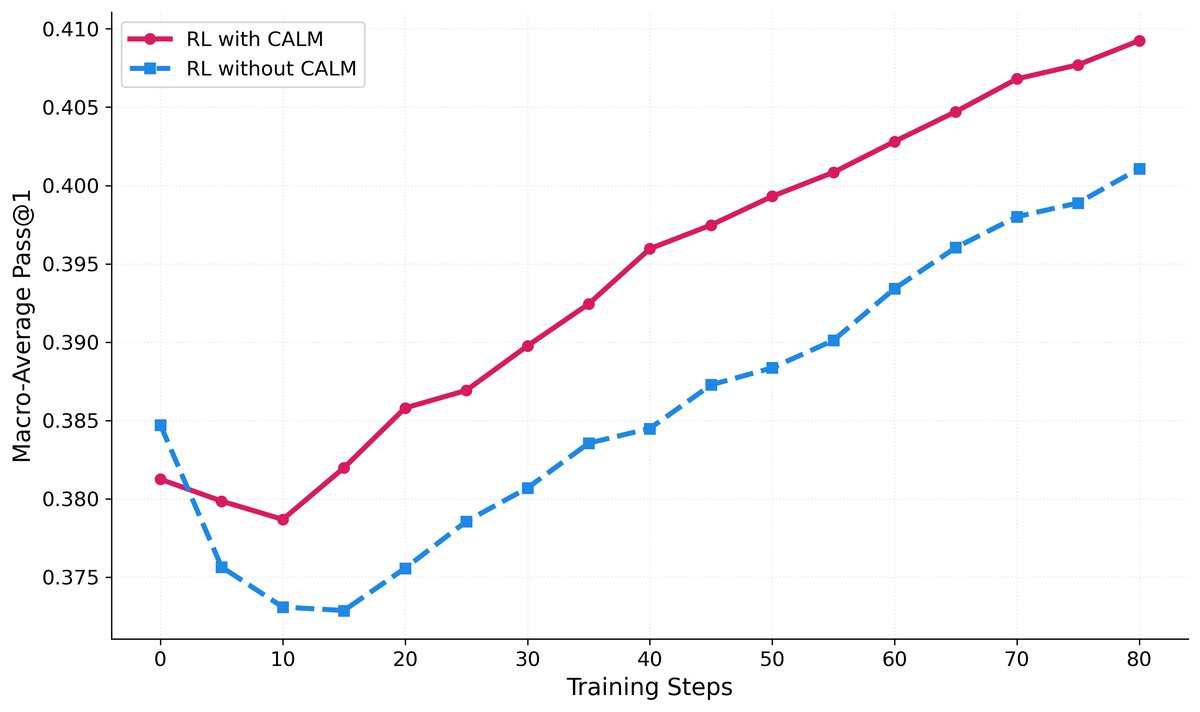 RL with CALM
RL without CALM
Macro-Average Pass@1
0.410
0.405
0.400
0.395
0.390
0.385
0.380
0.375
0 10 20 30 40 50 60 70 80
Training Steps